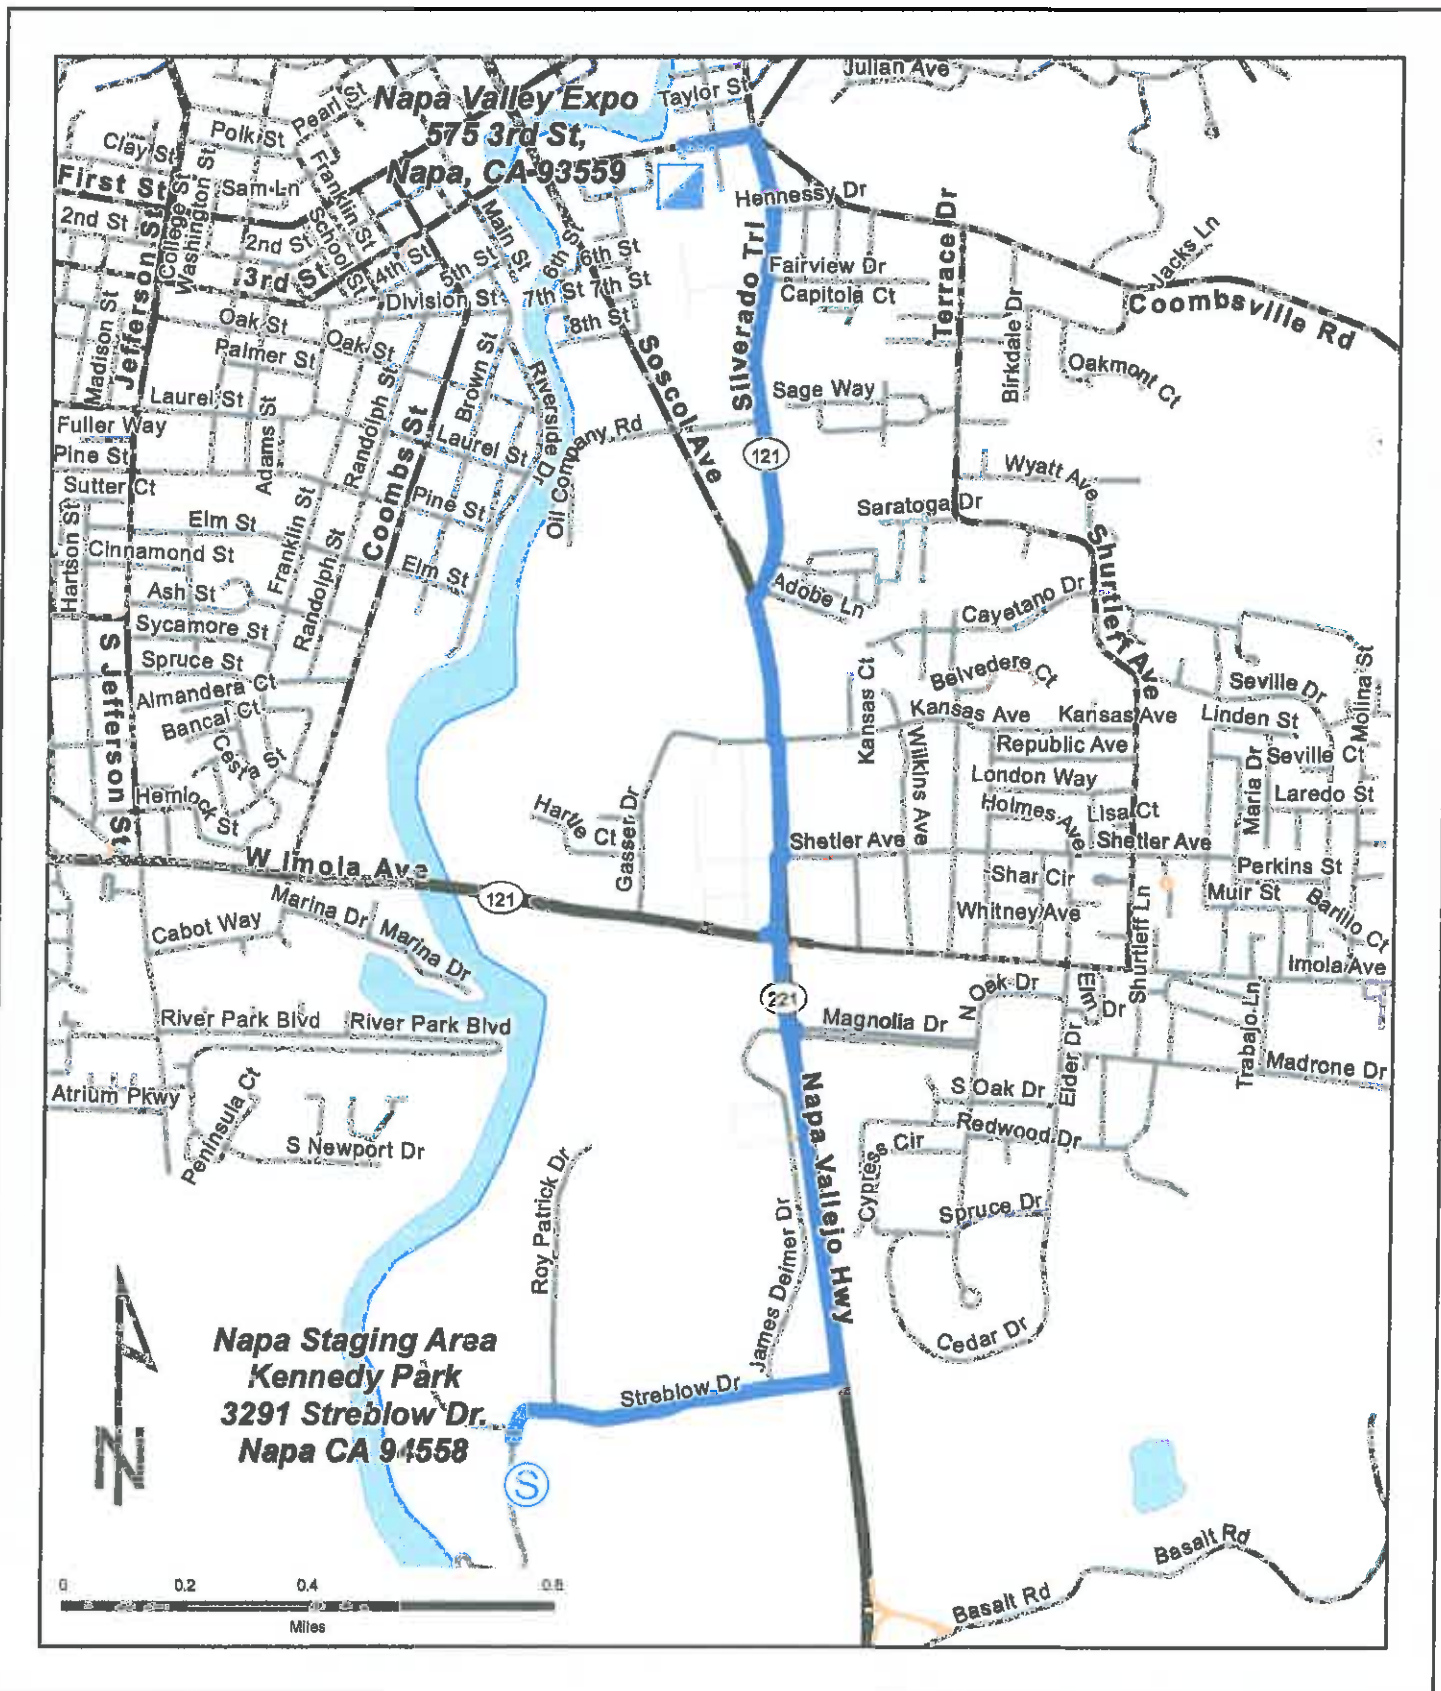 Julian Ave
Napa Valley Expo
575 3rd St,
Napa, CA 93559
Taylor St
Pearl St
Polk St
Clay St
First St
Sam Ln
Franklin St
School St
College St
Washington St
Jefferson St
2nd St
2nd St
3rd St
4th St
5th St
Main St
6th St
6th St
7th St
7th St
8th St
Division St
Hennessy Dr
Terrace Dr
Jacks Ln
Silverado Trl
Fairview Dr
Capitola Ct
Coombsville Rd
Birkdale Dr
Oakmont Ct
Madison St
Oak St
Oak St
Palmer St
Laurel St
Brown St
Riverside Dr
Soscol Ave
Sage Way
Fuller Way
Adams St
Randolph St
Coombs St
Laurel St
Oil Company Rd
121
Pine St
Sutter Ct
Pine St
Wyatt Ave
Saratoga Dr
Hartson St
Elm St
Cinnamond St
Franklin St
Randolph St
Elm St
Shurtleff Ave
Ash St
Adobe Ln
Cayetano Dr
Sycamore St
S Jefferson St
Spruce St
Almandera Ct
Bancal Ct
Cesta St
Kansas Ct
Belvedere Ct
Seville Dr
Molina St
Kansas Ave
Kansas Ave
Linden St
Wilkins Ave
Republic Ave
Maria Dr
Seville Ct
London Way
Laredo St
Hemlock St
Hartle Ct
Gasser Dr
Holmes Ave
Lisa Ct
Shetler Ave
Shetler Ave
W Imola Ave
121
Perkins St
Shar Cir
Muir St
Barillo Ct
Whitney Ave
Shurtleff Ln
Marina Dr
Marina Dr
Cabot Way
Imola Ave
221
N Oak Dr
Elm Dr
River Park Blvd
River Park Blvd
Magnolia Dr
Elder Dr
Trabajo Ln
Madrone Dr
Atrium Pkwy
Peninsula Ct
S Newport Dr
Napa Vallejo Hwy
S Oak Dr
Redwood Dr
Cypress Cir
Roy Patrick Dr
James Deimer Dr
Spruce Dr
Cedar Dr
Napa Staging Area
Kennedy Park
3291 Streblow Dr.
Napa CA 94558
Streblow Dr
S
N
Basalt Rd
Basalt Rd
0 0.2 0.4 0.8
Miles